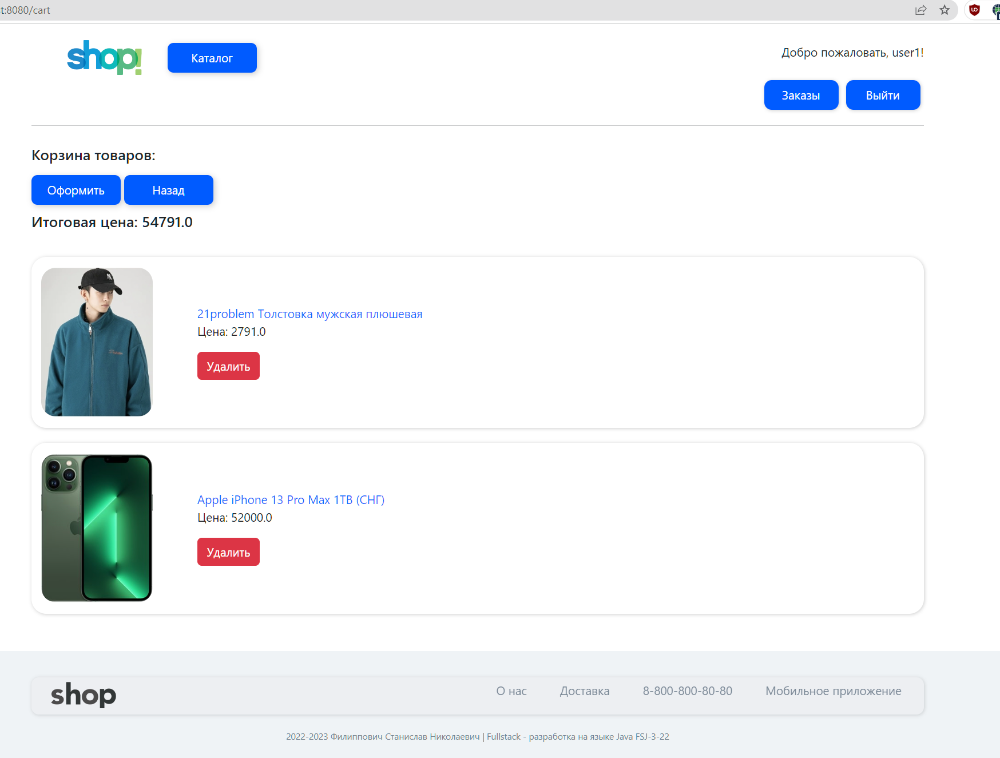 t:8080/cart
shop!
Каталог
Добро пожаловать, user1!
Заказы
Выйти
Корзина товаров:
Оформить
Назад
Итоговая цена: 54791.0
21problem Толстовка мужская плюшевая
Цена: 2791.0
Удалить
Apple iPhone 13 Pro Max 1TB (СНГ)
Цена: 52000.0
Удалить
shop
О нас
Доставка
8-800-800-80-80
Мобильное приложение
2022-2023 Филиппович Станислав Николаевич | Fullstack - разработка на языке Java FSJ-3-22